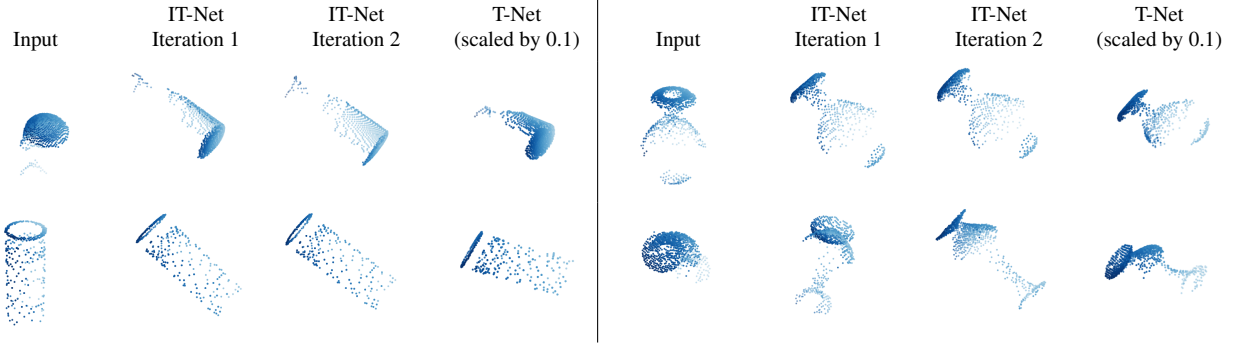 Input
IT-Net
Iteration 1
IT-Net
Iteration 2
T-Net
(scaled by 0.1)
Input
IT-Net
Iteration 1
IT-Net
Iteration 2
T-Net
(scaled by 0.1)